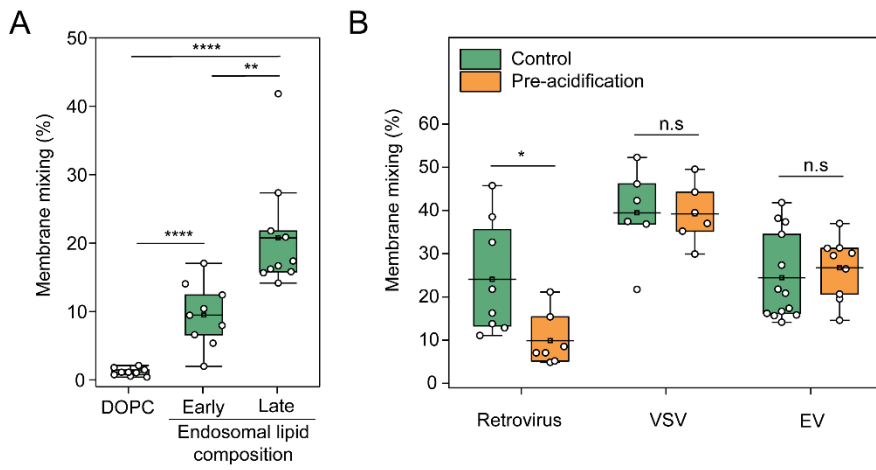 A
Membrane mixing (%)
50
40
30
20
10
0
****
**
****
DOPC
Early
Late
Endosomal lipid
composition
B
Control
Pre-acidification
Membrane mixing (%)
60
50
40
30
20
10
0
*
n.s
n.s
Retrovirus
VSV
EV